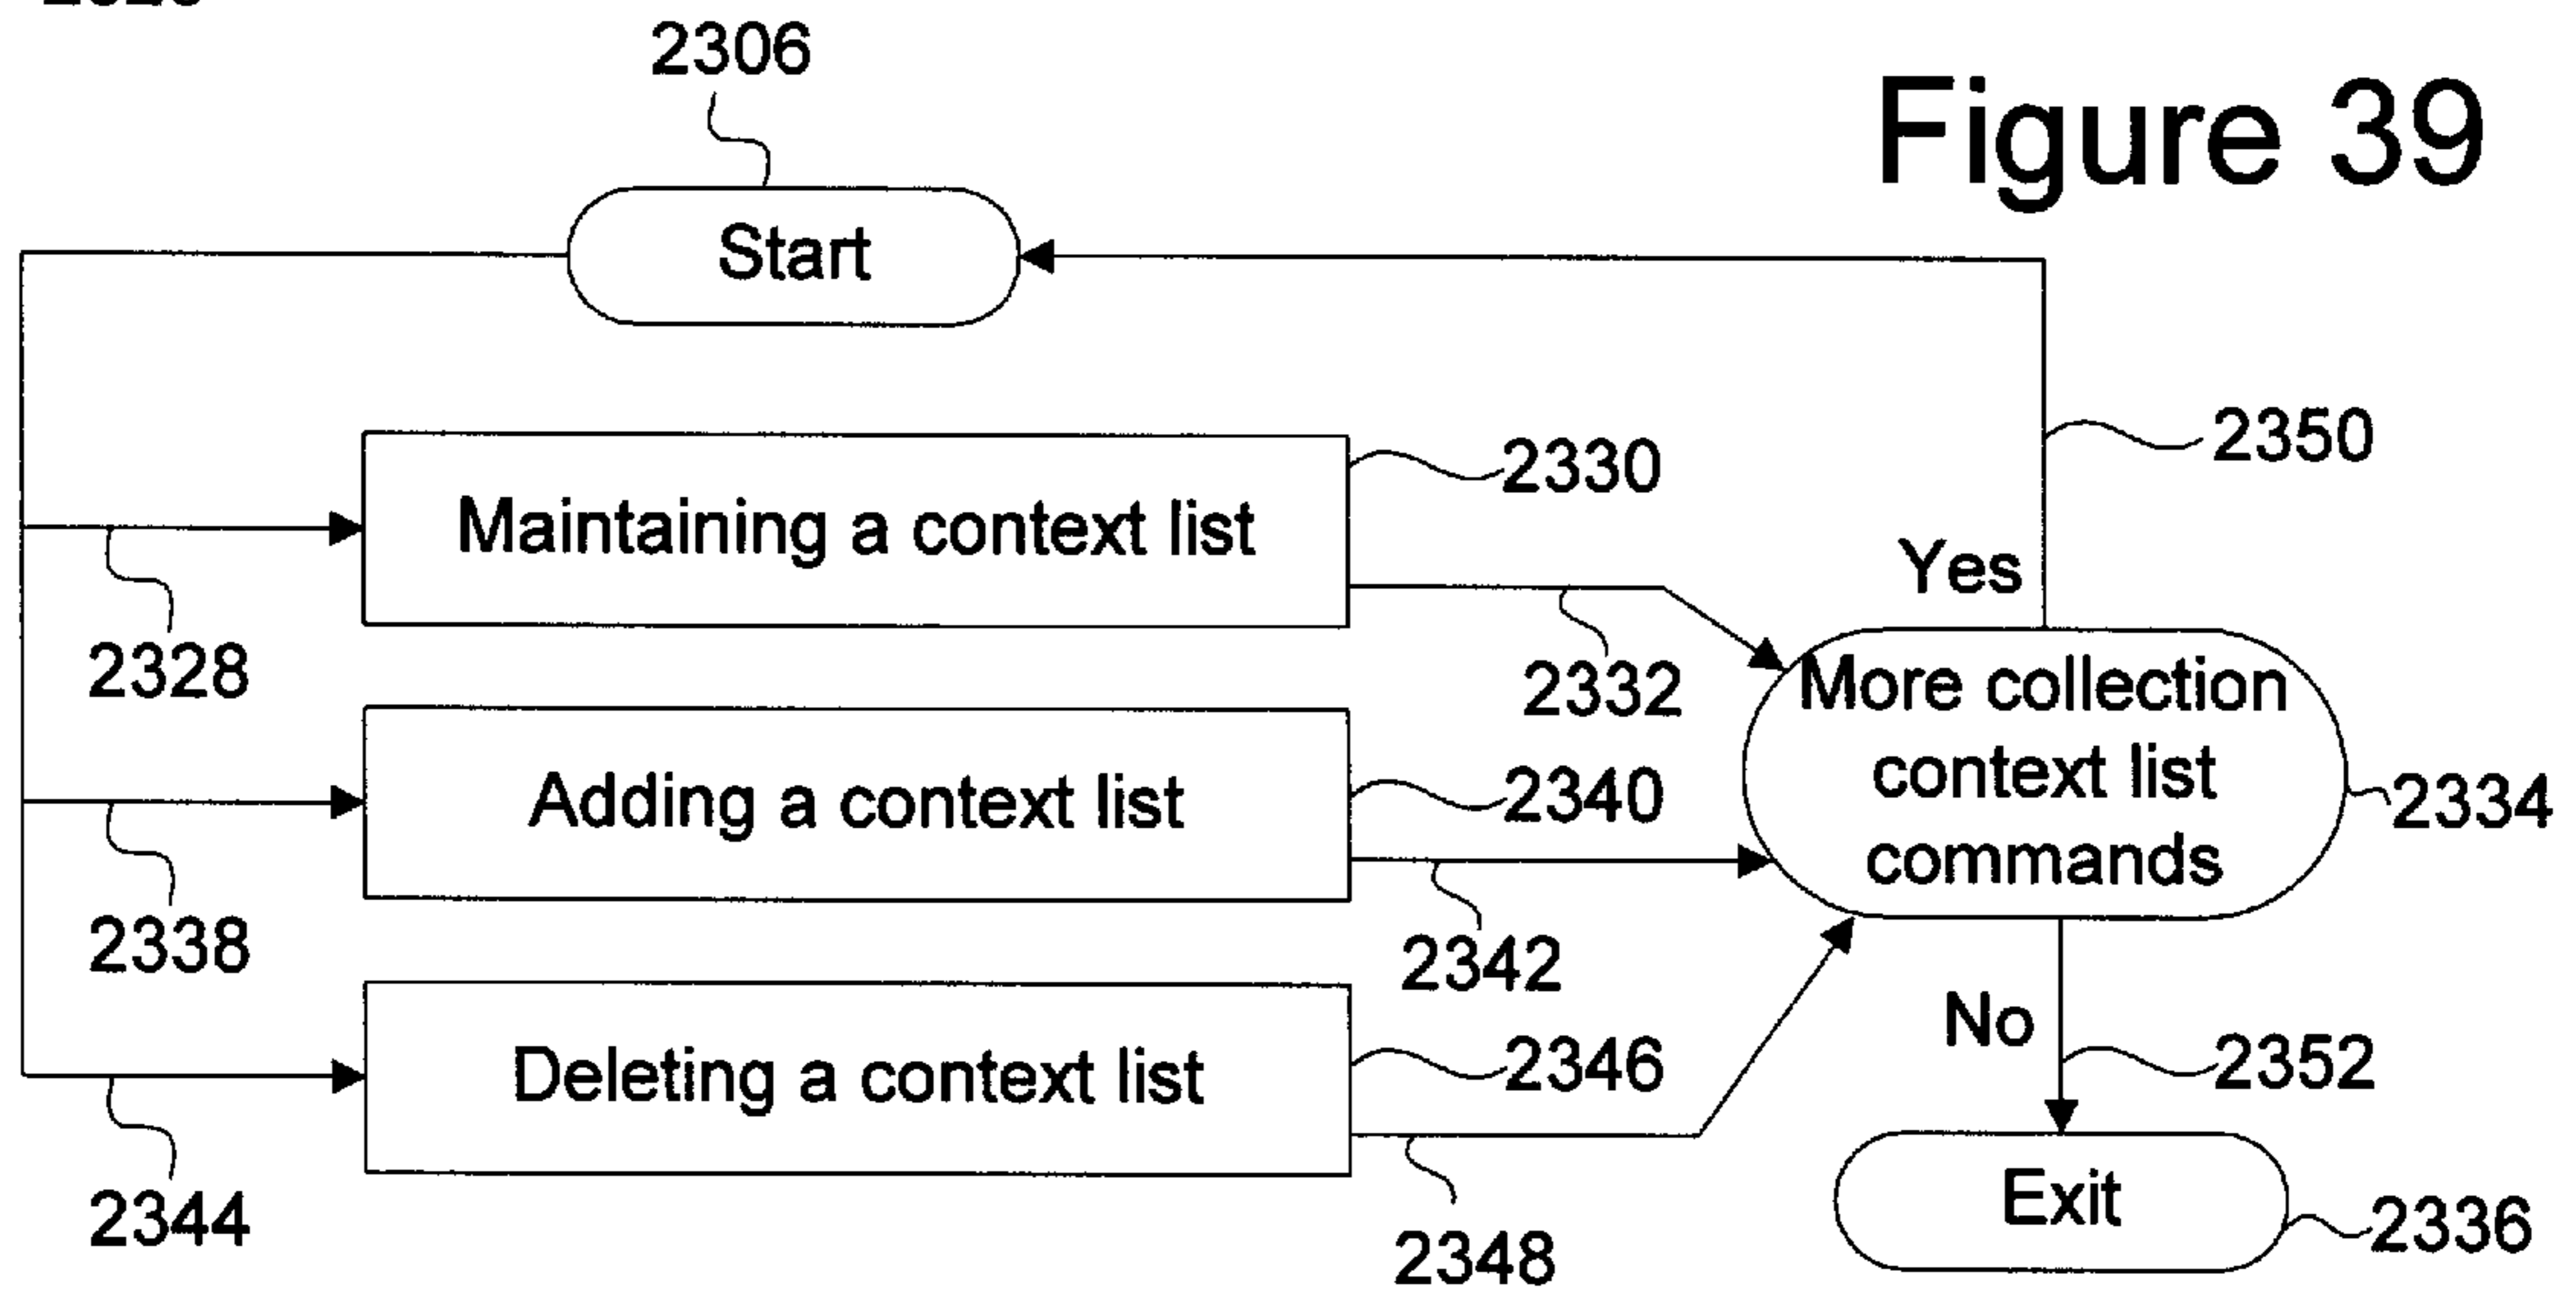 2306
Figure 39
Start
2350
2330
Maintaining a context list
Yes
2328
2332
More collection
context list
commands
2334
2340
Adding a context list
2338
2342
No
2346
2352
Deleting a context list
2344
2348
Exit
2336